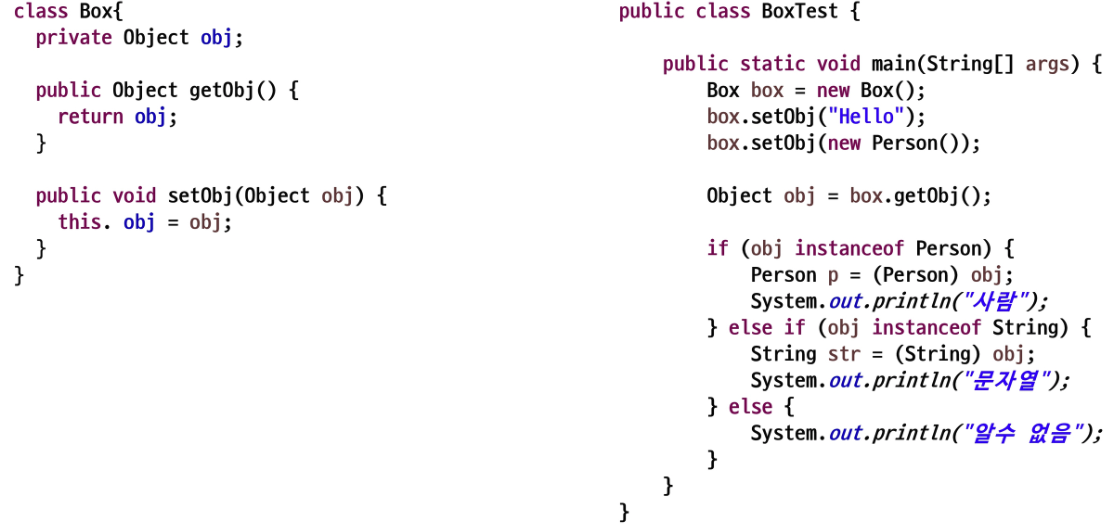 class Box{
  private Object obj;

  public Object getObj() {
    return obj;
  }

  public void setObj(Object obj) {
    this. obj = obj;
  }
}
public class BoxTest {

    public static void main(String[] args) {
        Box box = new Box();
        box.setObj("Hello");
        box.setObj(new Person());

        Object obj = box.getObj();

        if (obj instanceof Person) {
            Person p = (Person) obj;
            System.out.println("사람");
        } else if (obj instanceof String) {
            String str = (String) obj;
            System.out.println("문자열");
        } else {
            System.out.println("알수 없음");
        }
    }
}